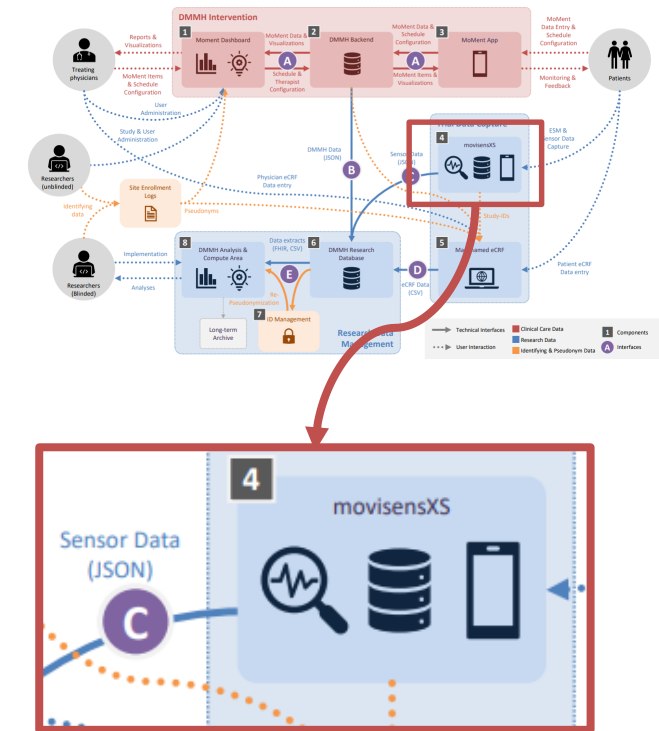 DMMH Intervention
1
Moment Dashboard
2
DMMH Backend
3
MoMent App
Reports &
Visualizations
MoMent Data &
Visualizations
A
Schedule &
Therapist
Configuration
MoMent Data &
Schedule
Configuration
A
MoMent Items &
Visualizations
MoMent
Data Entry &
Schedule
Configuration
Monitoring &
Feedback
Treating
physicians
Patients
MoMent Items
& Schedule
Configuration
User
Administration
Study & User
Administration
Researchers
(unblinded)
Physician eCRF
Data entry
DMMH Data
(JSON)
B
4
movisensXS
ESM &
Sensor Data
Capture
Site Enrollment
Logs
Identifying
data
Pseudonyms
Study IDs
Researchers
(Blinded)
Implementation
Analyses
8
DMMH Analysis &
Compute Area
Data extracts
(FHIR, CSV)
E
6
DMMH Research
Database
D
eCRF Data
(CSV)
5
Patient eCRF
Data entry
Pseudonymization
7
ID Management
Long-term
Archive
Management
Technical Interfaces
User Interaction
Clinical Care Data
Research Data
Identifying & Pseudonym Data
1
Components
A
Interfaces
4
movisensXS
Sensor Data
(JSON)
C